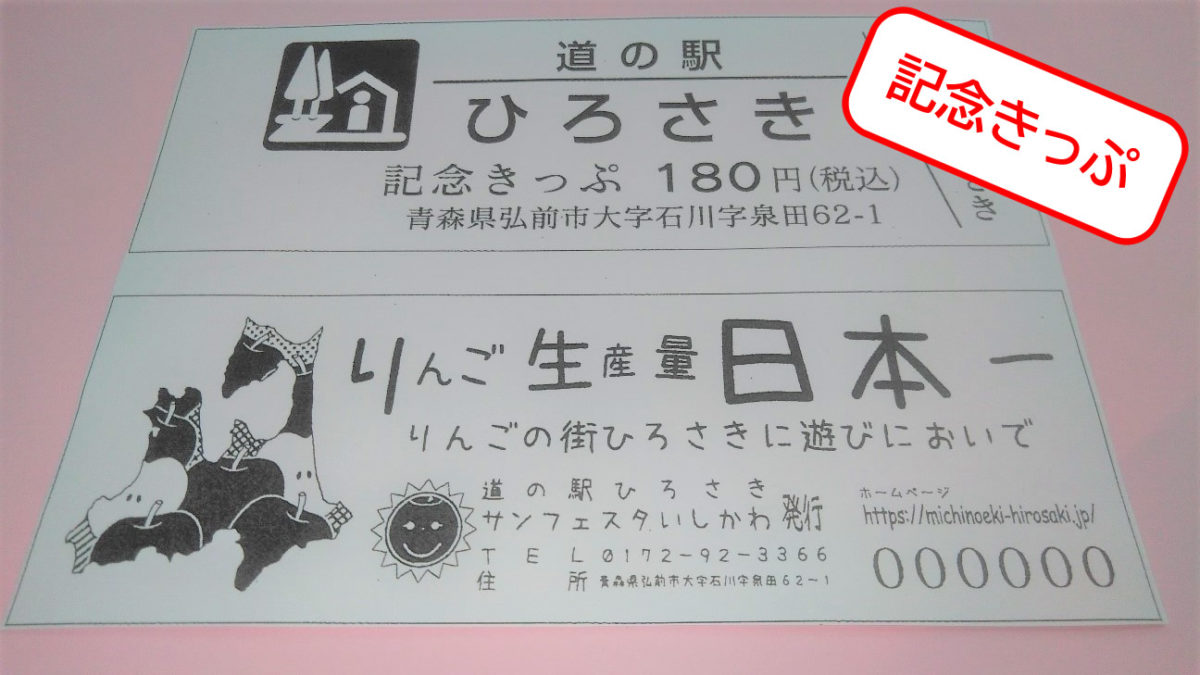 道の駅
ひろさき
記念きっぷ 180円(税込)
青森県弘前市大字石川字泉田62-1
さき
記念きっぷ
りんご生産量日本一
りんごの街ひろさきに遊びにおいで
道の駅ひろさき
サンフェスタいしかわ 発行
TEL 0172-92-3366
住所 青森県弘前市大字石川字泉田62-1
ホームページ
https://michinoeki-hirosaki.jp/
000000